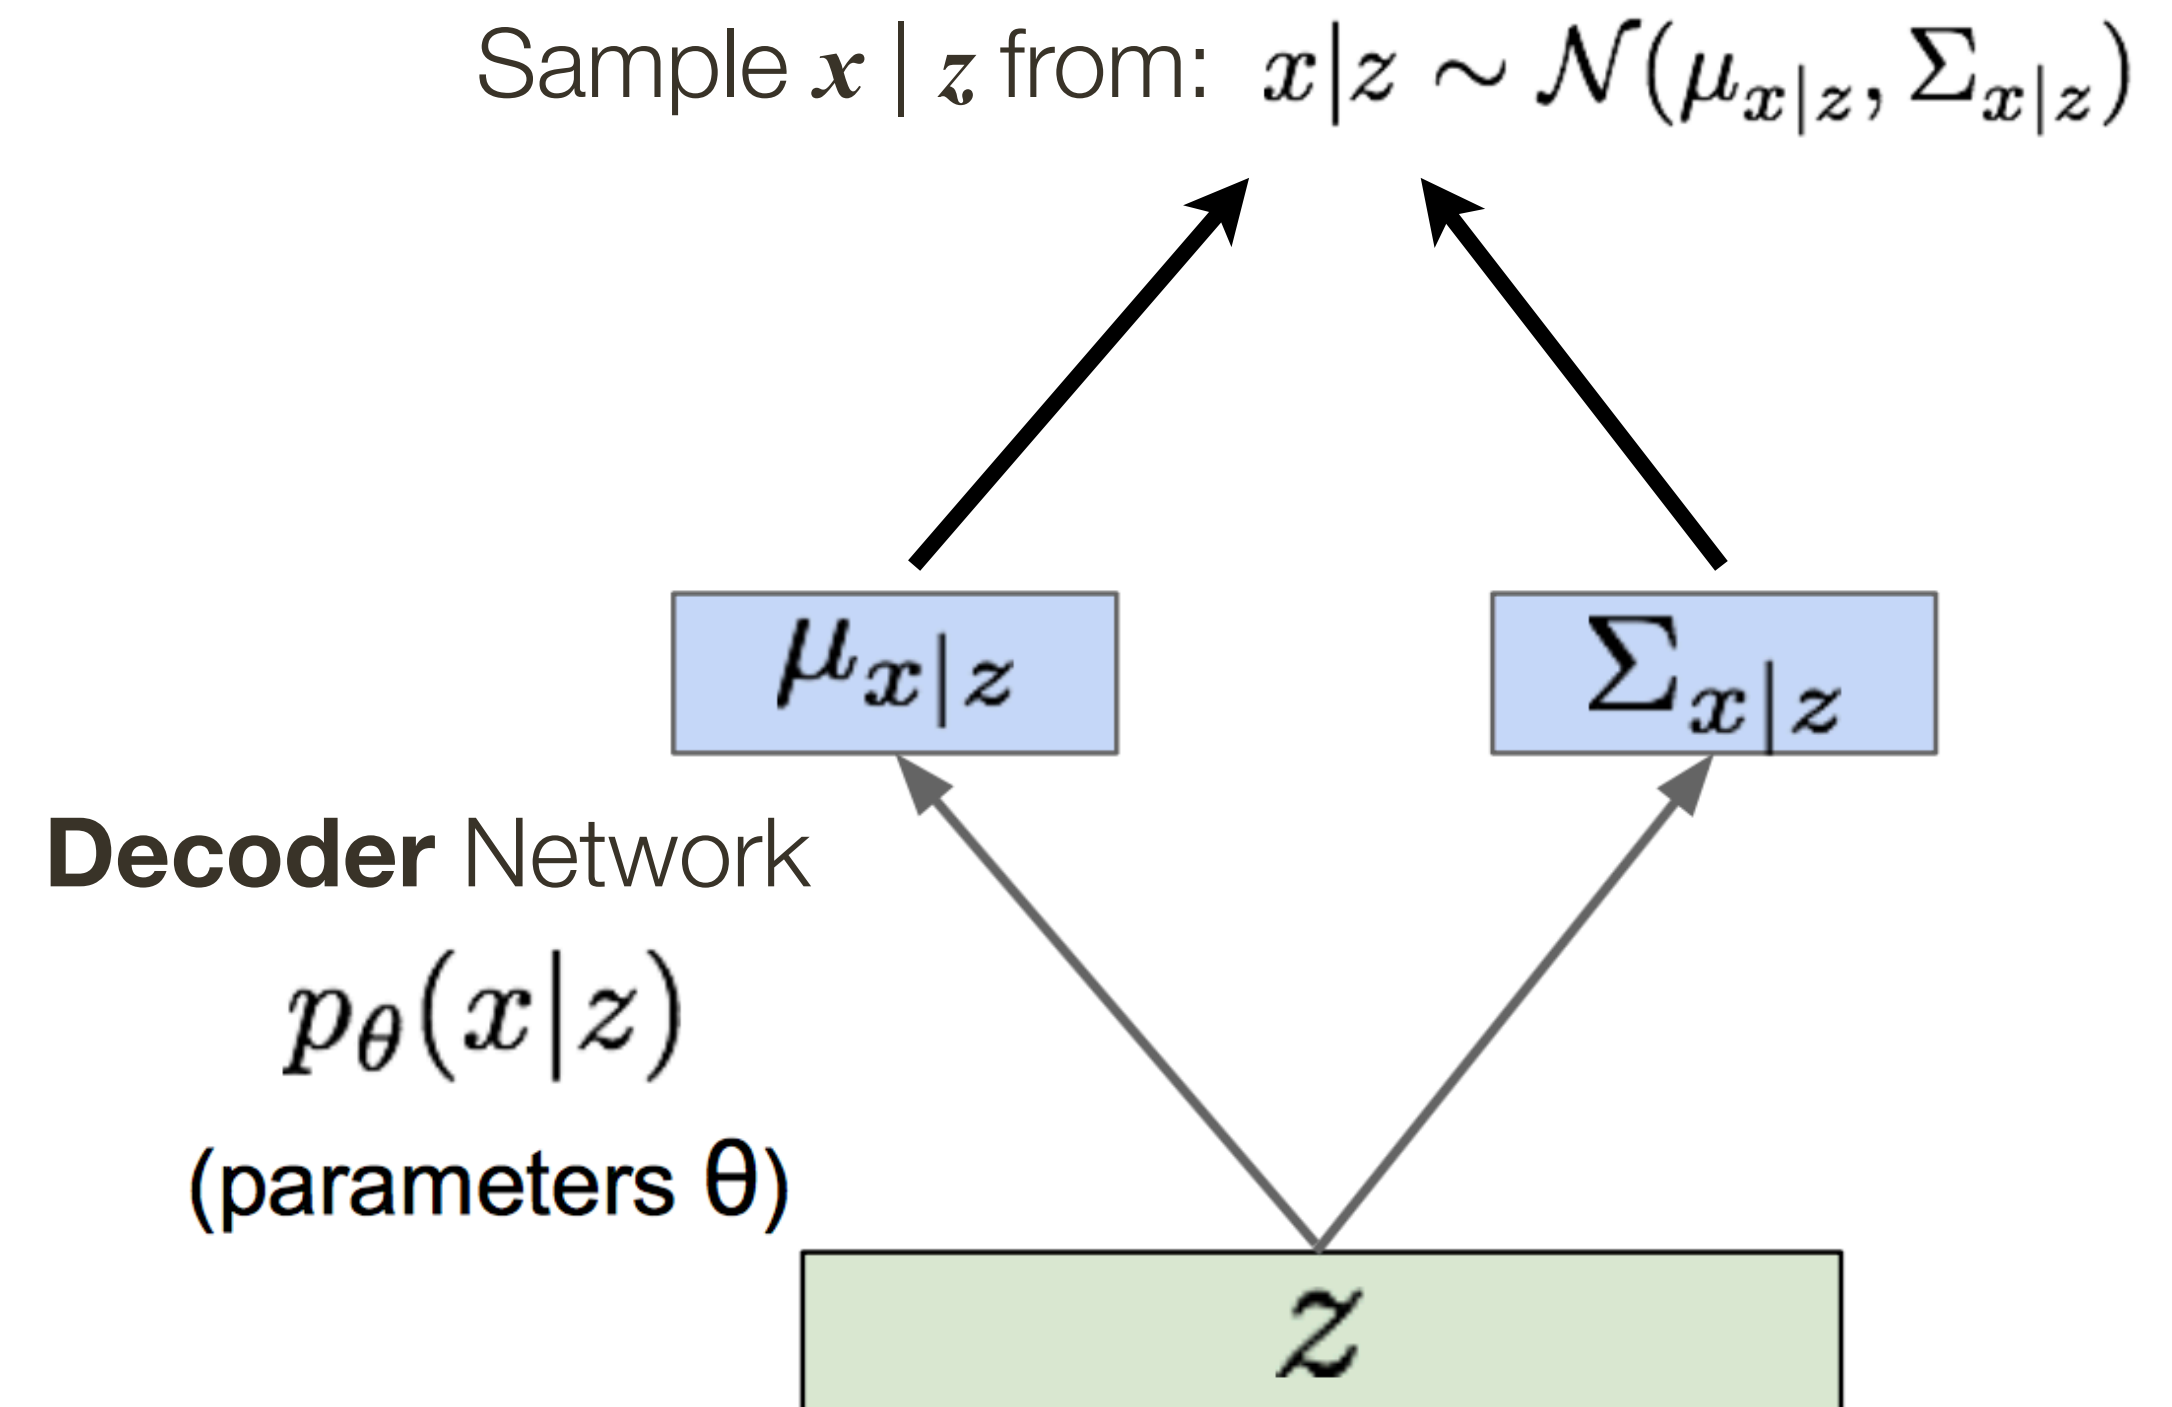 Sample x | z from: x|z ∼ 𝒩(μ_{x|z}, Σ_{x|z})
μ_{x|z}
Σ_{x|z}
Decoder Network
p_θ(x|z)
(parameters θ)
z